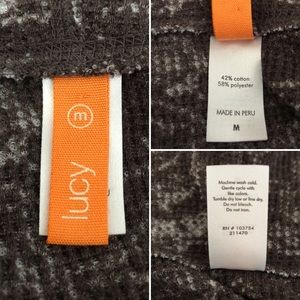 lucy
m
42% cotton
58% polyester
MADE IN PERU
M
Machine wash cold.
Gentle cycle with
like colors.
Tumble dry low or line dry.
Do not bleach.
Do not iron.
RN # 103754
211470